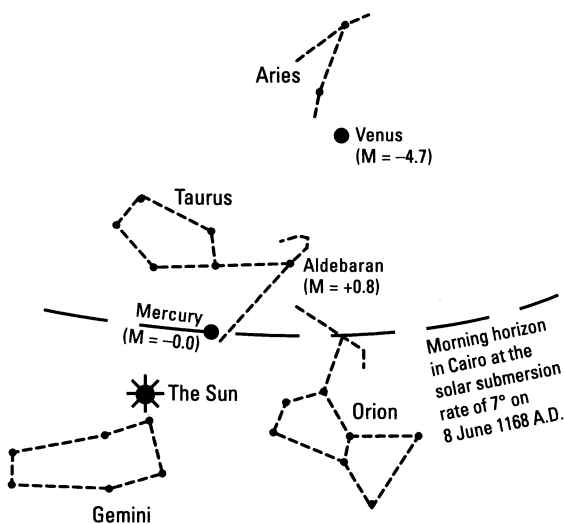 Aries
Venus
(M = –4.7)
Taurus
Aldebaran
(M = +0.8)
Mercury
(M = –0.0)
Morning horizon
in Cairo at the
solar submersion
rate of 7° on
8 June 1168 A.D.
The Sun
Orion
Gemini